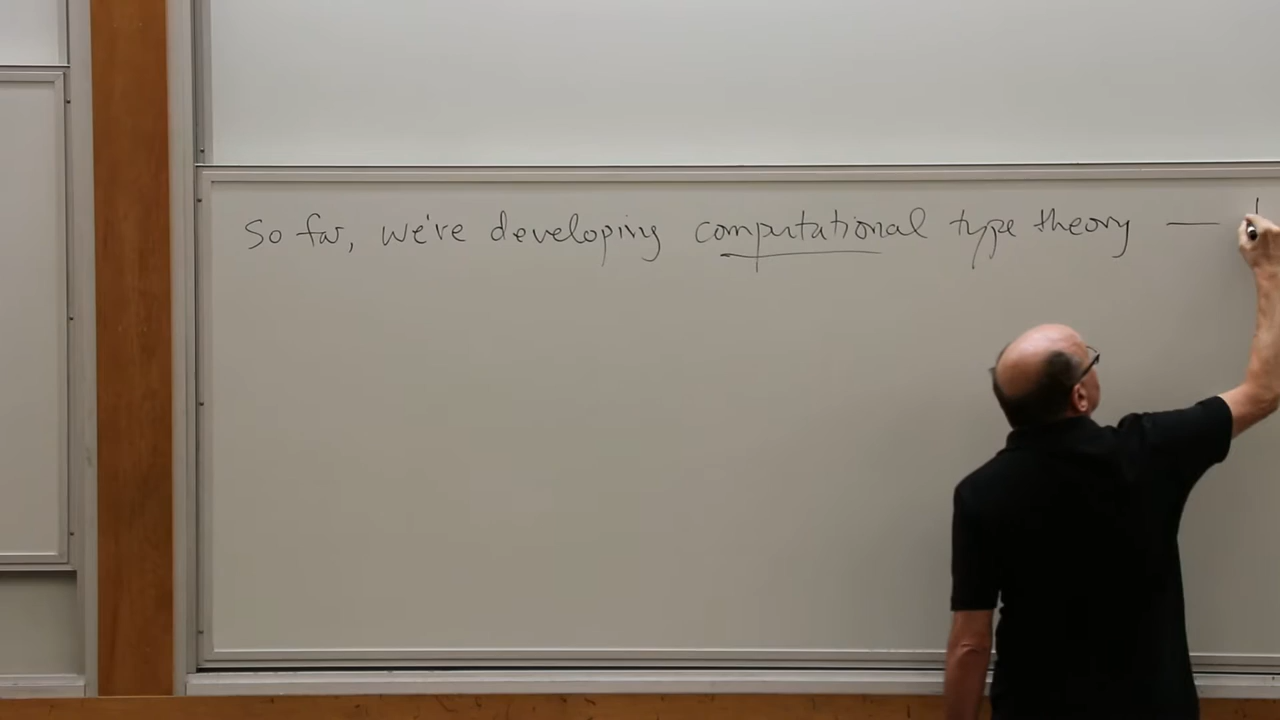 So far, we're developing computational type theory —